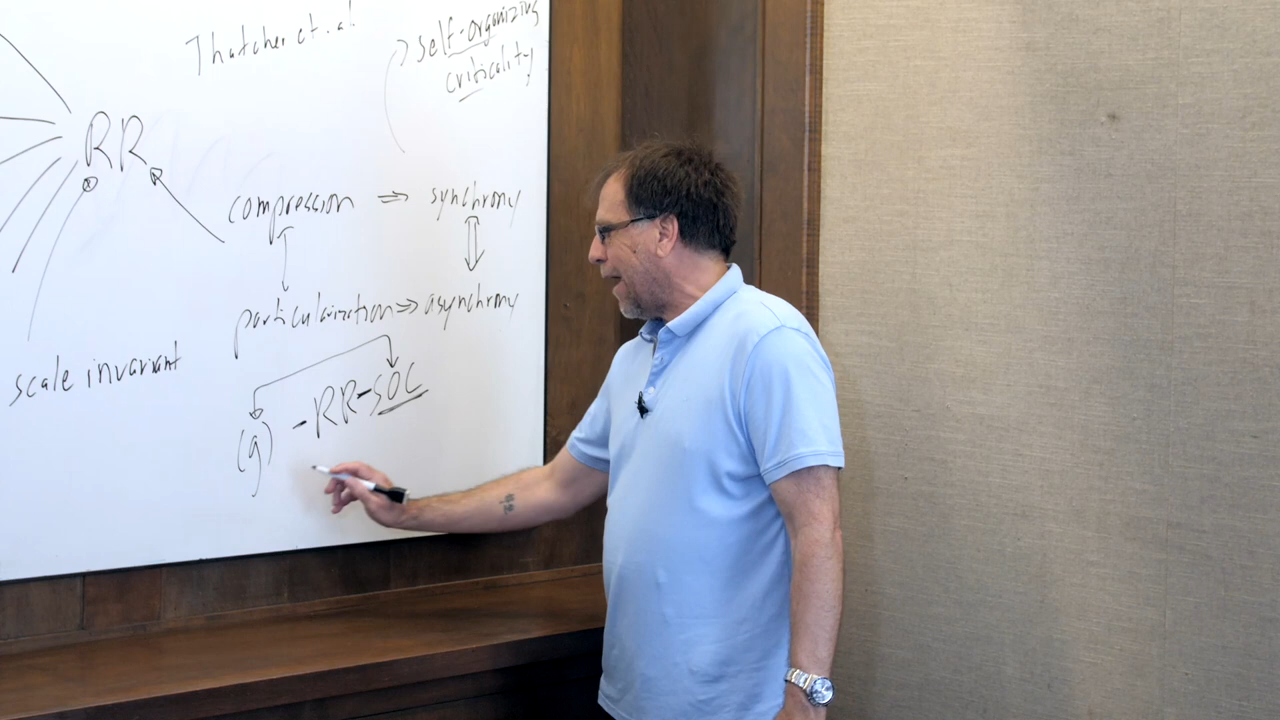 Thatcher et. al
self-organizing
criticality
RR
compression ⇒ synchrony
particularization ⇒ asynchrony
scale invariant
(g) - RR - SOC